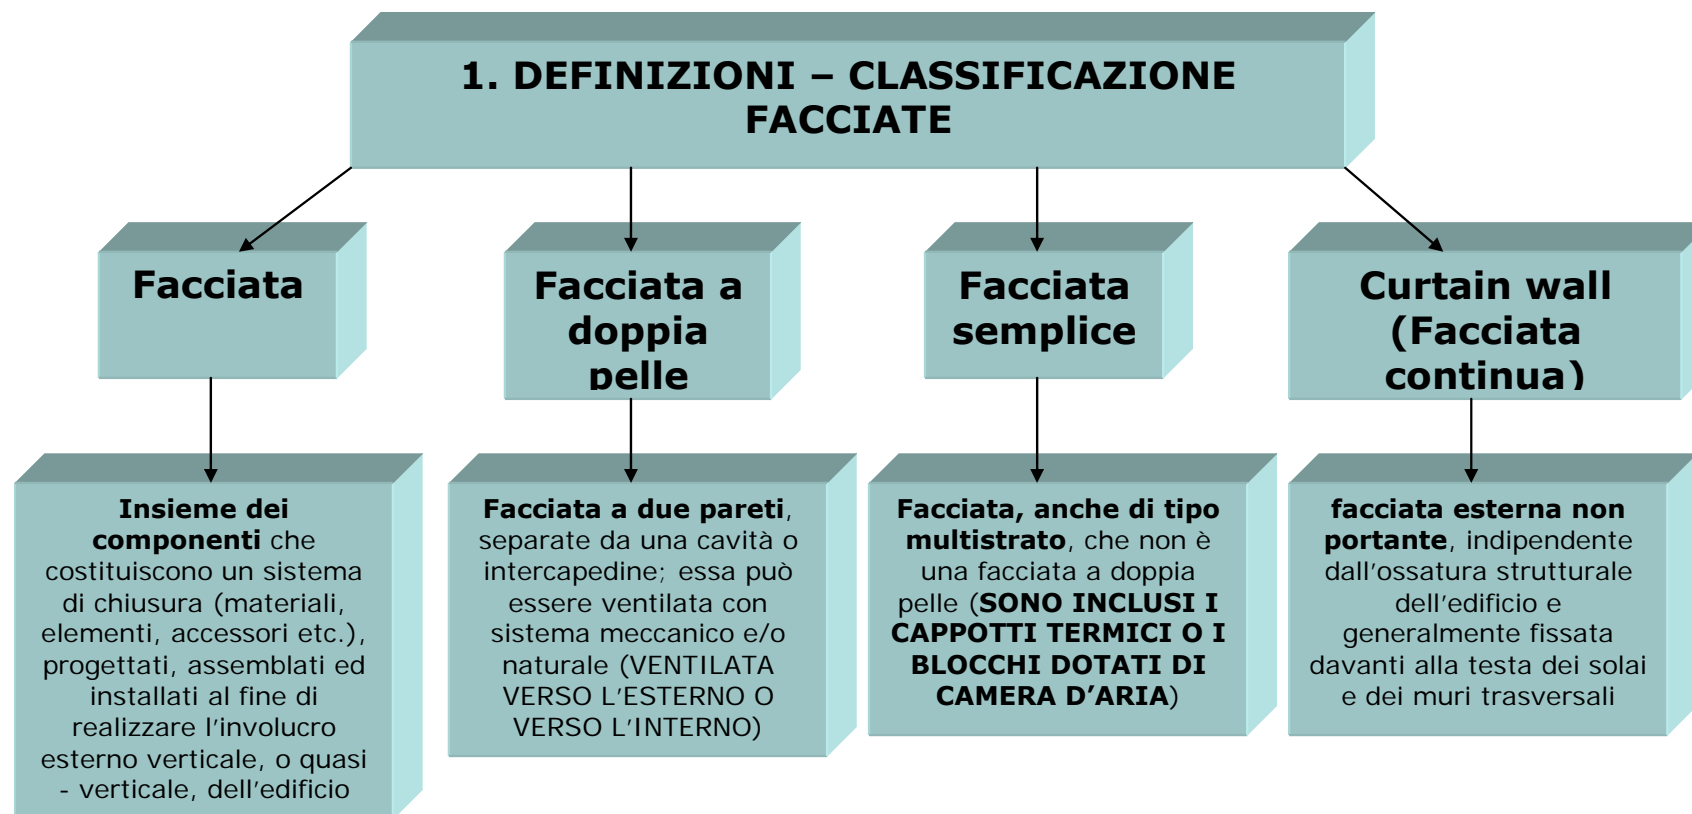 1. DEFINIZIONI – CLASSIFICAZIONE
FACCIATE
Facciata
Facciata a
doppia
pelle
Facciata
semplice
Curtain wall
(Facciata
continua)
Insieme dei
componenti che
costituiscono un sistema
di chiusura (materiali,
elementi, accessori etc.),
progettati, assemblati ed
installati al fine di
realizzare l’involucro
esterno verticale, o quasi
- verticale, dell’edificio
Facciata a due pareti,
separate da una cavità o
intercapedine; essa può
essere ventilata con
sistema meccanico e/o
naturale (VENTILATA
VERSO L’ESTERNO O
VERSO L’INTERNO)
Facciata, anche di tipo
multistrato, che non è
una facciata a doppia
pelle (SONO INCLUSI I
CAPPOTTI TERMICI O I
BLOCCHI DOTATI DI
CAMERA D’ARIA)
facciata esterna non
portante, indipendente
dall'ossatura strutturale
dell’edificio e
generalmente fissata
davanti alla testa dei solai
e dei muri trasversali